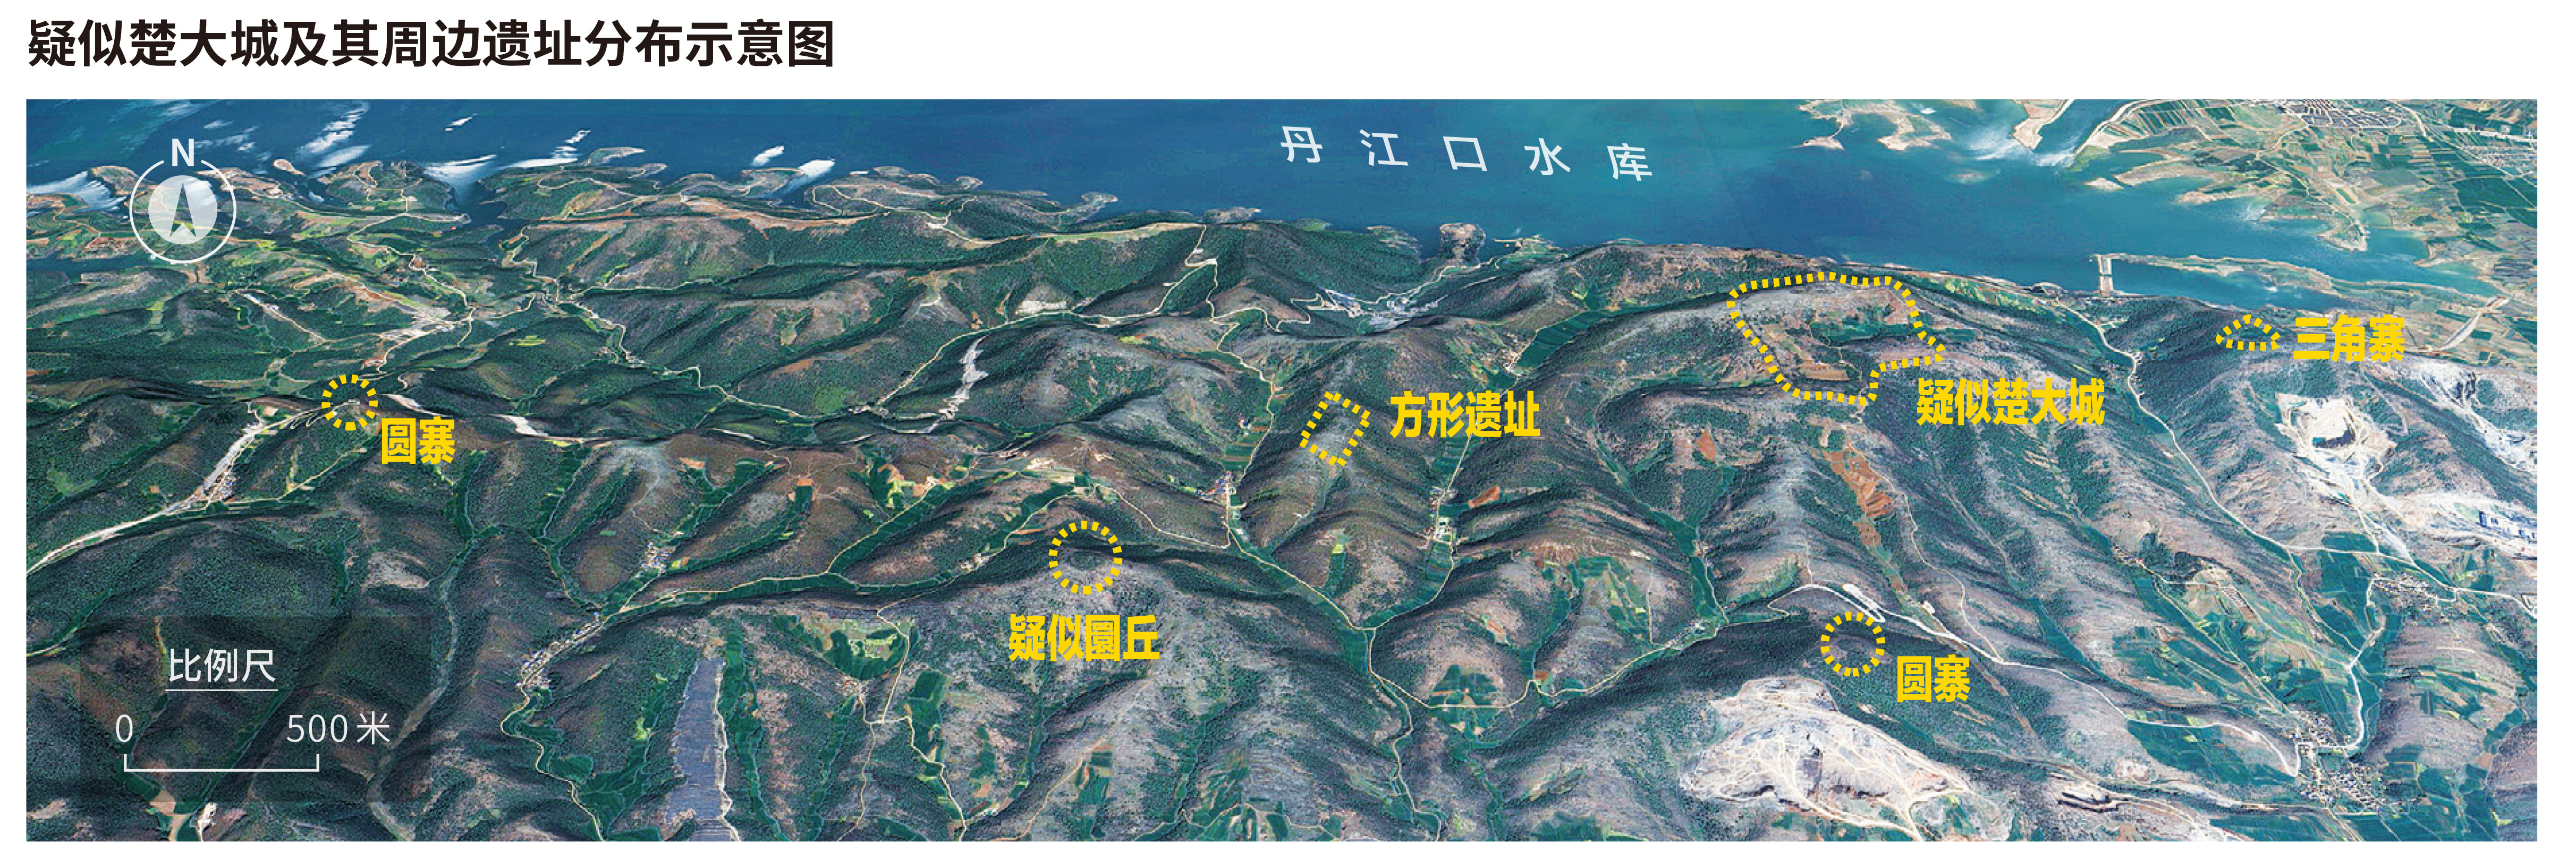 疑似楚大城及其周边遗址分布示意图
N
丹江口水库
三角寨
疑似楚大城
方形遗址
圆寨
疑似圜丘
圆寨
比例尺
0 500米